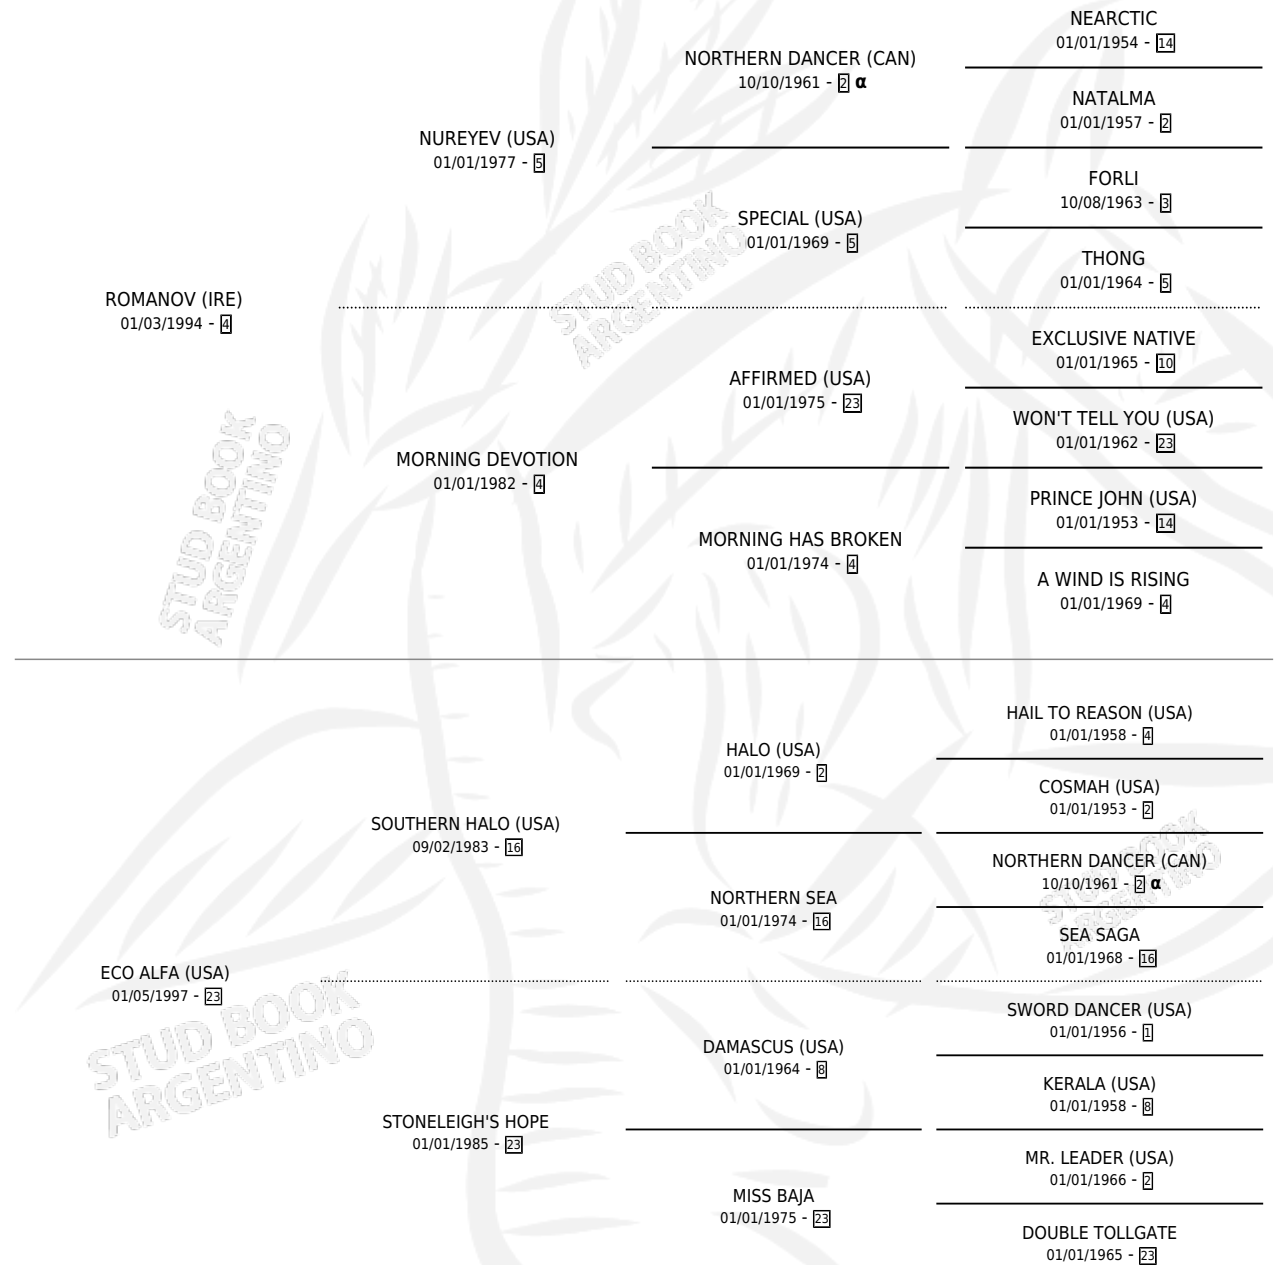 NEARCTIC
01/01/1954 - 14
NORTHERN DANCER (CAN)
10/10/1961 - 2 α
NATALMA
01/01/1957 - 2
NUREYEV (USA)
01/01/1977 - 5
FORLI
10/08/1963 - 3
SPECIAL (USA)
01/01/1969 - 5
THONG
01/01/1964 - 5
STUD BOOK
ARGENTINO
ROMANOV (IRE)
01/03/1994 - 4
EXCLUSIVE NATIVE
01/01/1965 - 10
AFFIRMED (USA)
01/01/1975 - 23
WON'T TELL YOU (USA)
01/01/1962 - 23
MORNING DEVOTION
01/01/1982 - 4
PRINCE JOHN (USA)
01/01/1953 - 14
MORNING HAS BROKEN
01/01/1974 - 4
A WIND IS RISING
01/01/1969 - 4
STUD BOOK
ARGENTINO
HAIL TO REASON (USA)
01/01/1958 - 4
HALO (USA)
01/01/1969 - 2
COSMAH (USA)
01/01/1953 - 2
SOUTHERN HALO (USA)
09/02/1983 - 16
NORTHERN DANCER (CAN)
10/10/1961 - 2 α
NORTHERN SEA
01/01/1974 - 16
SEA SAGA
01/01/1968 - 16
STUD BOOK
ARGENTINO
ECO ALFA (USA)
01/05/1997 - 23
SWORD DANCER (USA)
01/01/1956 - 1
DAMASCUS (USA)
01/01/1964 - 8
KERALA (USA)
01/01/1958 - 8
STUD BOOK
ARGENTINO
STONELEIGH'S HOPE
01/01/1985 - 23
MR. LEADER (USA)
01/01/1966 - 2
MISS BAJA
01/01/1975 - 23
DOUBLE TOLLGATE
01/01/1965 - 23